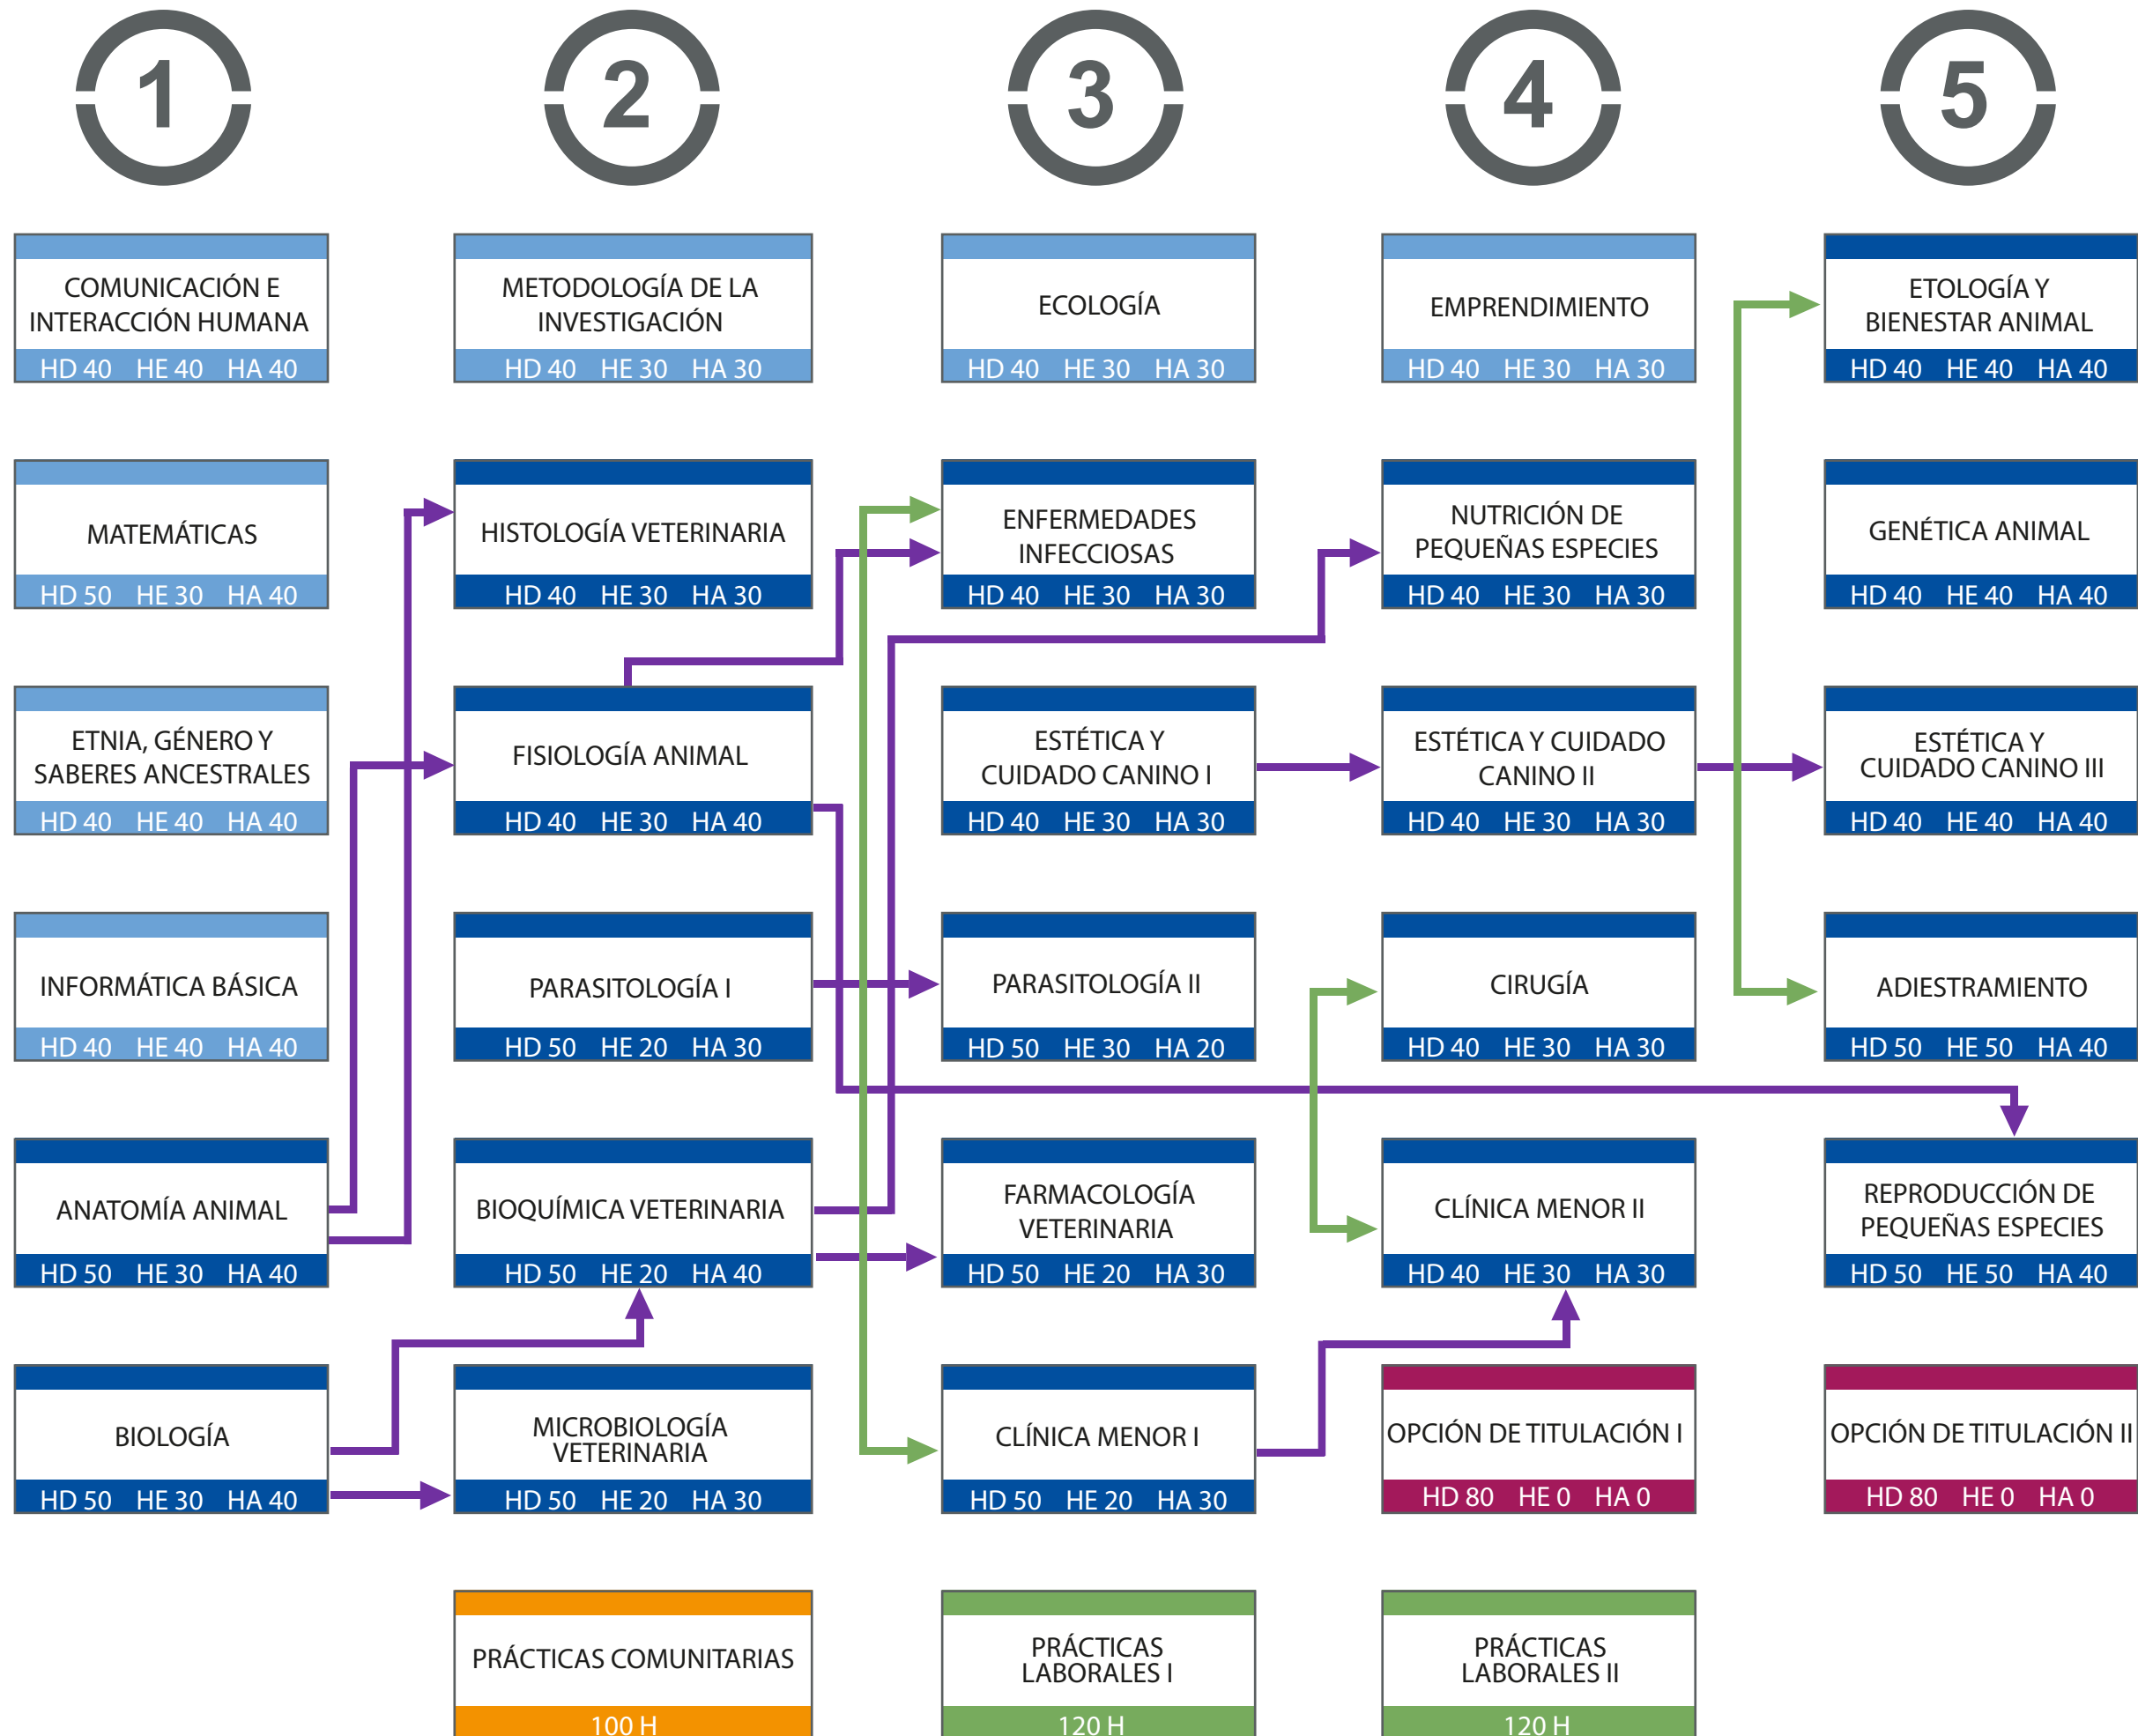 1
2
3
4
5
COMUNICACIÓN E
INTERACCIÓN HUMANA
HD 40 HE 40 HA 40
METODOLOGÍA DE LA
INVESTIGACIÓN
HD 40 HE 30 HA 30
ECOLOGÍA
HD 40 HE 30 HA 30
EMPRENDIMIENTO
HD 40 HE 30 HA 30
ETOLOGÍA Y
BIENESTAR ANIMAL
HD 40 HE 40 HA 40
MATEMÁTICAS
HD 50 HE 30 HA 40
HISTOLOGÍA VETERINARIA
HD 40 HE 30 HA 30
ENFERMEDADES
INFECCIOSAS
HD 40 HE 30 HA 30
NUTRICIÓN DE
PEQUEÑAS ESPECIES
HD 40 HE 30 HA 30
GENÉTICA ANIMAL
HD 40 HE 40 HA 40
ETNIA, GÉNERO Y
SABERES ANCESTRALES
HD 40 HE 40 HA 40
FISIOLOGÍA ANIMAL
HD 40 HE 30 HA 40
ESTÉTICA Y
CUIDADO CANINO I
HD 40 HE 30 HA 30
ESTÉTICA Y CUIDADO
CANINO II
HD 40 HE 30 HA 30
ESTÉTICA Y
CUIDADO CANINO III
HD 40 HE 40 HA 40
INFORMÁTICA BÁSICA
HD 40 HE 40 HA 40
PARASITOLOGÍA I
HD 50 HE 20 HA 30
PARASITOLOGÍA II
HD 50 HE 30 HA 20
CIRUGÍA
HD 40 HE 30 HA 30
ADIESTRAMIENTO
HD 50 HE 50 HA 40
ANATOMÍA ANIMAL
HD 50 HE 30 HA 40
BIOQUÍMICA VETERINARIA
HD 50 HE 20 HA 40
FARMACOLOGÍA
VETERINARIA
HD 50 HE 20 HA 30
CLÍNICA MENOR II
HD 40 HE 30 HA 30
REPRODUCCIÓN DE
PEQUEÑAS ESPECIES
HD 50 HE 50 HA 40
BIOLOGÍA
HD 50 HE 30 HA 40
MICROBIOLOGÍA
VETERINARIA
HD 50 HE 20 HA 30
CLÍNICA MENOR I
HD 50 HE 20 HA 30
OPCIÓN DE TITULACIÓN I
HD 80 HE 0 HA 0
OPCIÓN DE TITULACIÓN II
HD 80 HE 0 HA 0
PRÁCTICAS COMUNITARIAS
100 H
PRÁCTICAS
LABORALES I
120 H
PRÁCTICAS
LABORALES II
120 H